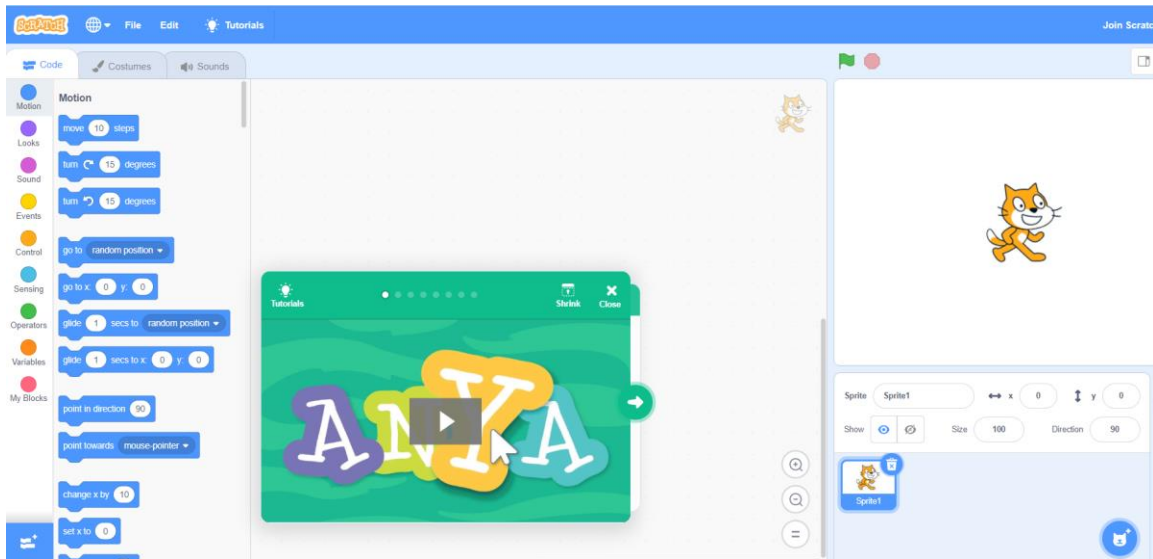 SCRATCH File Edit Tutorials Join Scratc
Code Costumes Sounds
Motion
Looks
Sound
Events
Control
Sensing
Operators
Variables
My Blocks
Motion
move 10 steps
turn 15 degrees
turn 15 degrees
go to random position
go to x: 0 y: 0
glide 1 secs to random position
glide 1 secs to x: 0 y: 0
point in direction 90
point towards mouse-pointer
change x by 10
set x to 0
Tutorials Shrink Close
ANYA
Sprite Sprite1 x 0 y 0
Show Size 100 Direction 90
Sprite1